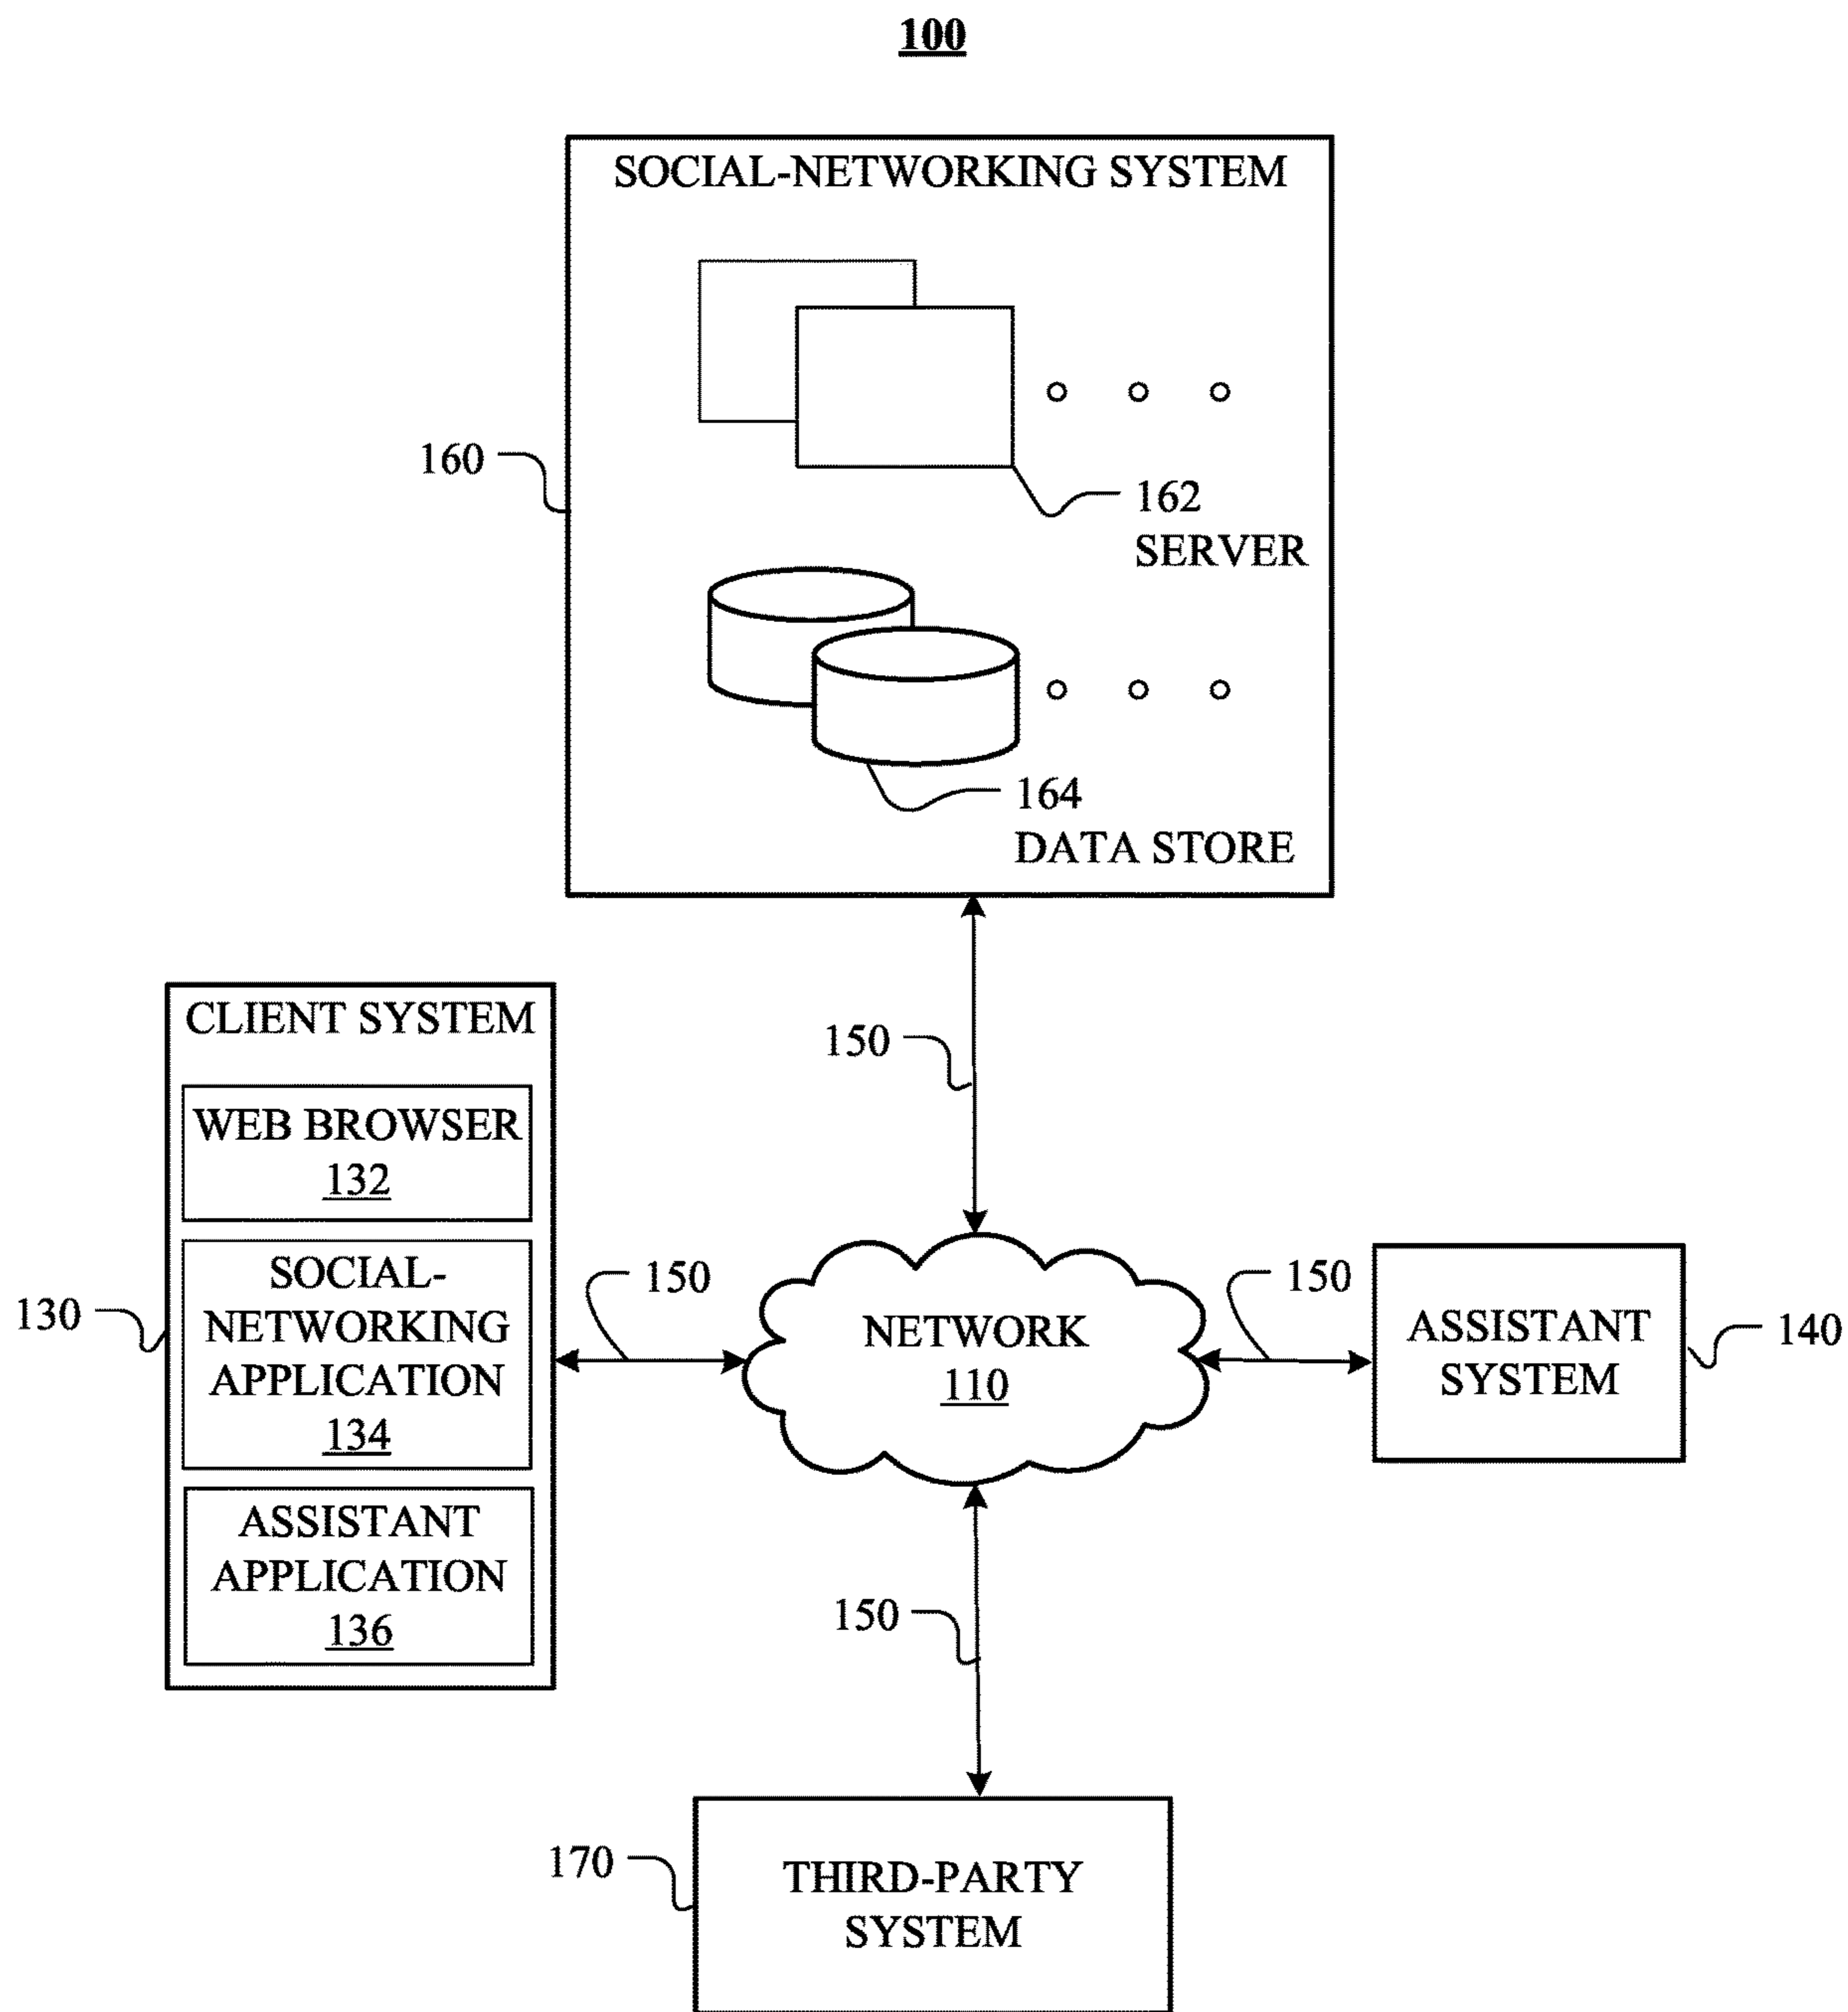 100
SOCIAL-NETWORKING SYSTEM
160
162
SERVER
164
DATA STORE
CLIENT SYSTEM
WEB BROWSER
132
SOCIAL-
NETWORKING
APPLICATION
134
ASSISTANT
APPLICATION
136
130
150
150
NETWORK
110
150
ASSISTANT
SYSTEM
140
150
170
THIRD-PARTY
SYSTEM